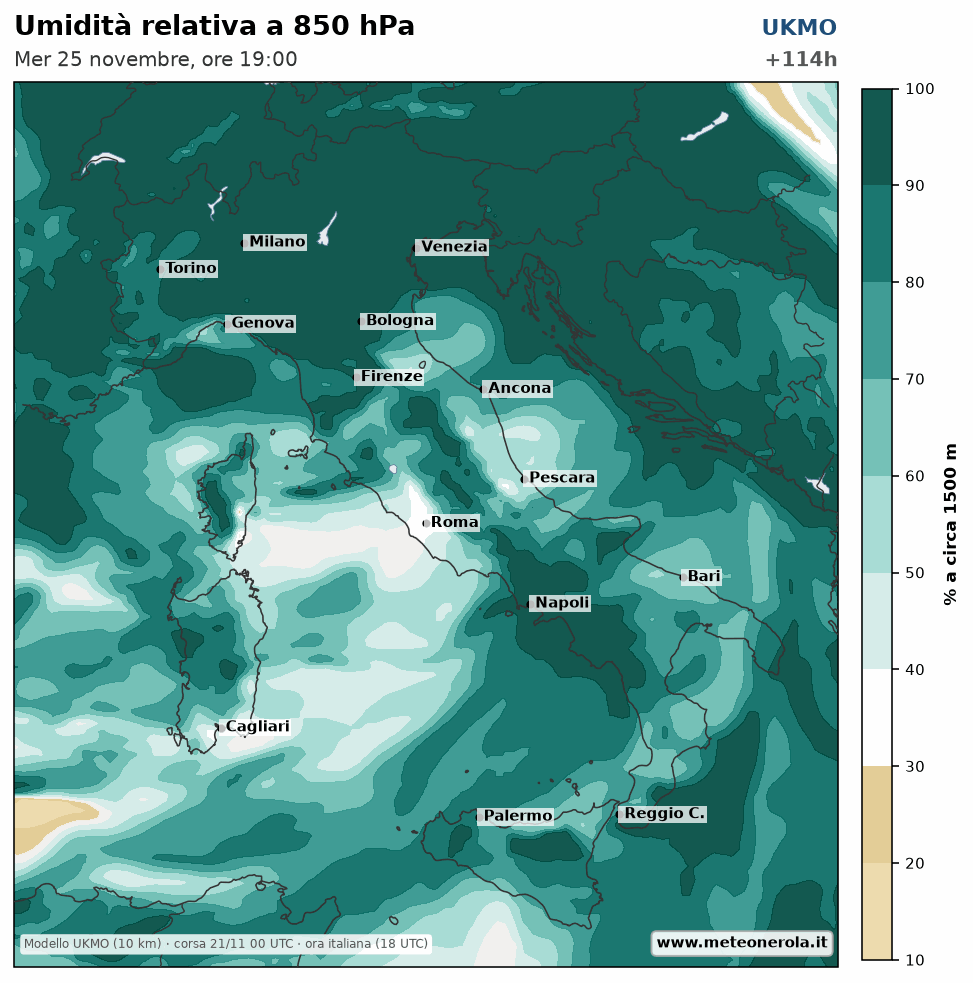 Umidità relativa a 850 hPa
UKMO
Mer 25 novembre, ore 19:00
+114h
Milano
Venezia
Torino
Genova
Bologna
Firenze
Ancona
Pescara
Roma
Bari
Napoli
Cagliari
Palermo
Reggio C.
100
90
80
70
60
50
40
30
20
10
% a circa 1500 m
Modello UKMO (10 km) · corsa 21/11 00 UTC · ora italiana (18 UTC)
www.meteonerola.it